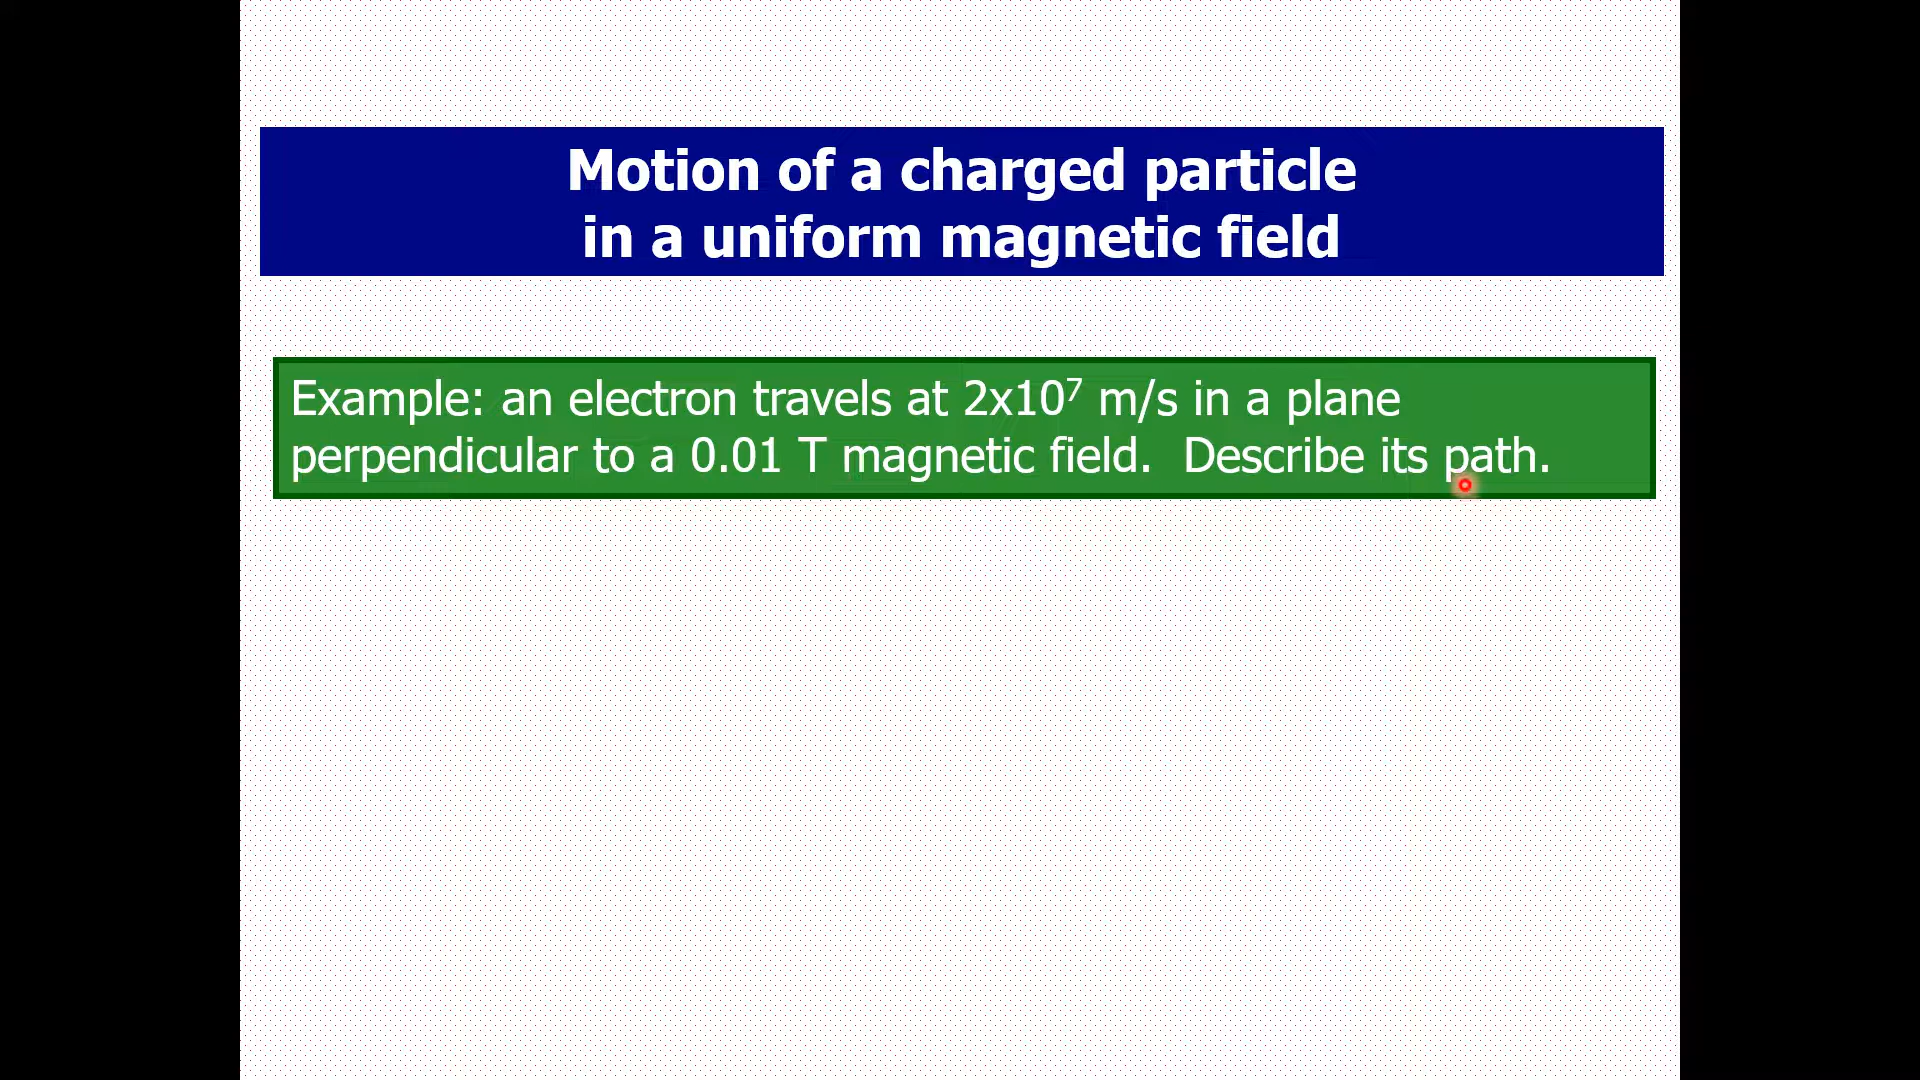 Motion of a charged particle
in a uniform magnetic field
Example: an electron travels at 2x10⁷ m/s in a plane
perpendicular to a 0.01 T magnetic field.  Describe its path.